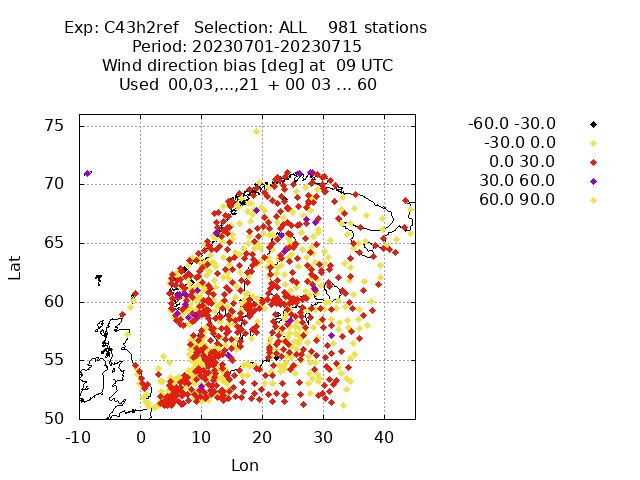 Exp: C43h2ref Selection: ALL 981 stations
Period: 20230701-20230715
Wind direction bias [deg] at 09 UTC
Used 00,03,...,21 + 00 03 ... 60
-60.0 -30.0
-30.0 0.0
0.0 30.0
30.0 60.0
60.0 90.0
75
70
65
60
55
50
Lat
-10 0 10 20 30 40
Lon